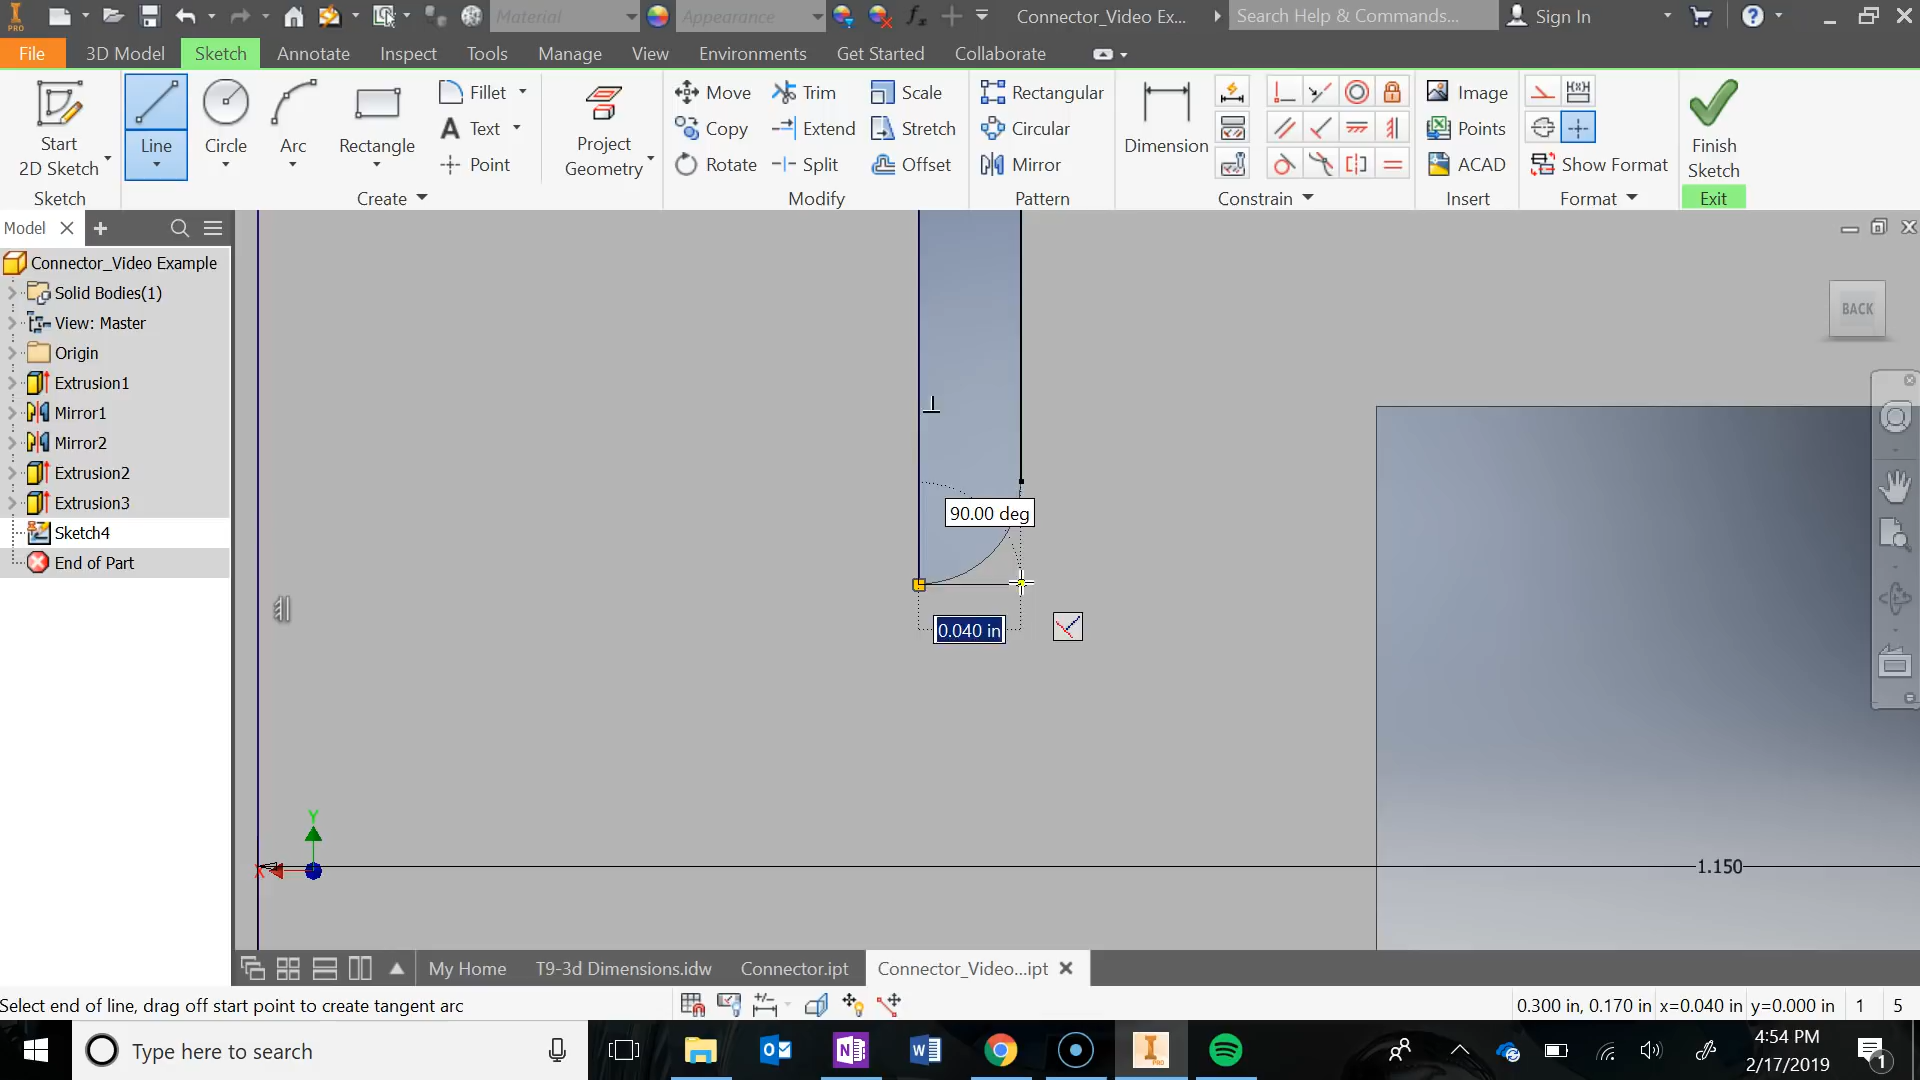 PRO
Material
Appearance
fx
Connector_Video Ex...
Search Help & Commands...
Sign In
File
3D Model
Sketch
Annotate
Inspect
Tools
Manage
View
Environments
Get Started
Collaborate
Start
2D Sketch
Line
Circle
Arc
Rectangle
Fillet
Text
Point
Project
Geometry
Move
Copy
Rotate
Trim
Extend
Split
Scale
Stretch
Offset
Rectangular
Circular
Mirror
Dimension
Image
Points
ACAD
Show Format
Finish
Sketch
Sketch
Create
Modify
Pattern
Constrain
Insert
Format
Exit
Model
Connector_Video Example
Solid Bodies(1)
View: Master
Origin
Extrusion1
Mirror1
Mirror2
Extrusion2
Extrusion3
Sketch4
End of Part
BACK
90.00 deg
0.040 in
Y
X
1.150
My Home
T9-3d Dimensions.idw
Connector.ipt
Connector_Video...ipt
Select end of line, drag off start point to create tangent arc
0.300 in, 0.170 in x=0.040 in y=0.000 in
1
5
Type here to search
4:54 PM
2/17/2019
1